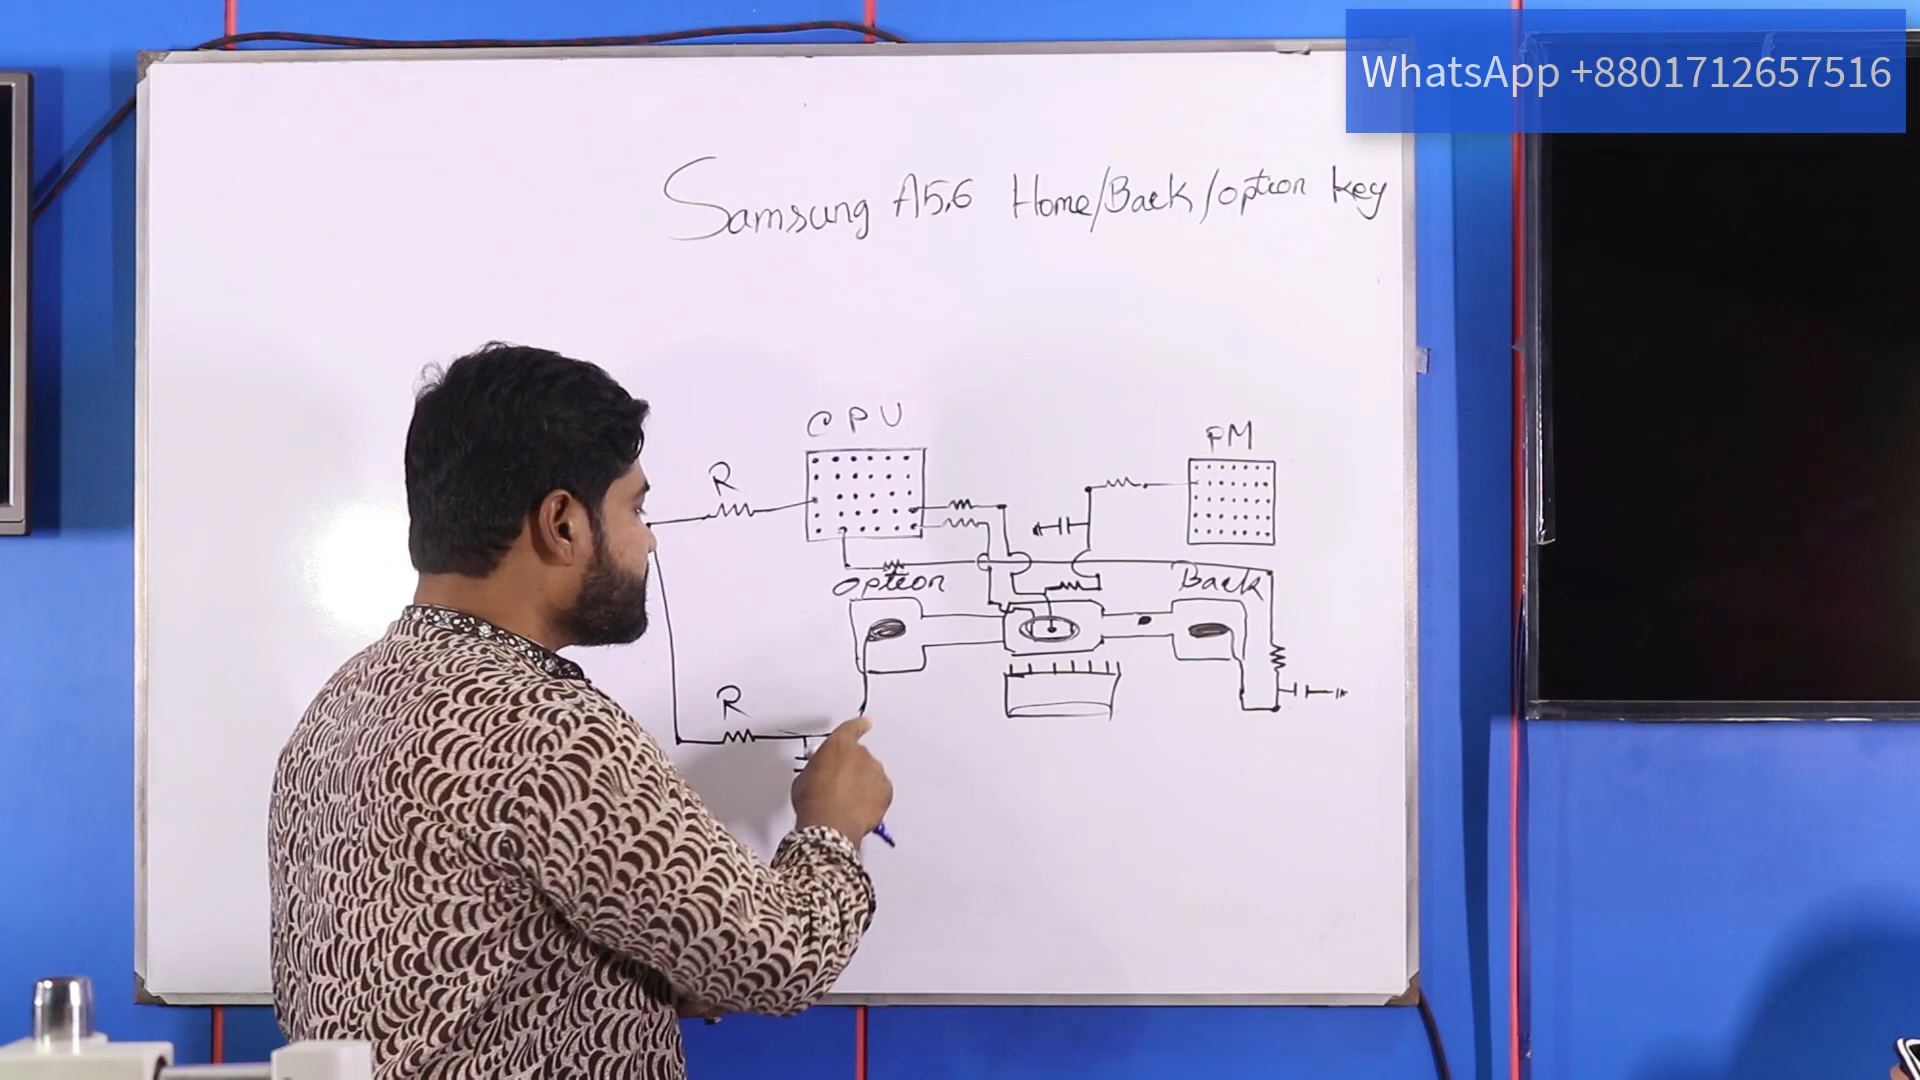 WhatsApp +8801712657516
Samsung A5,6 Home/Back/option key
CPU
PM
R
option
Back
R